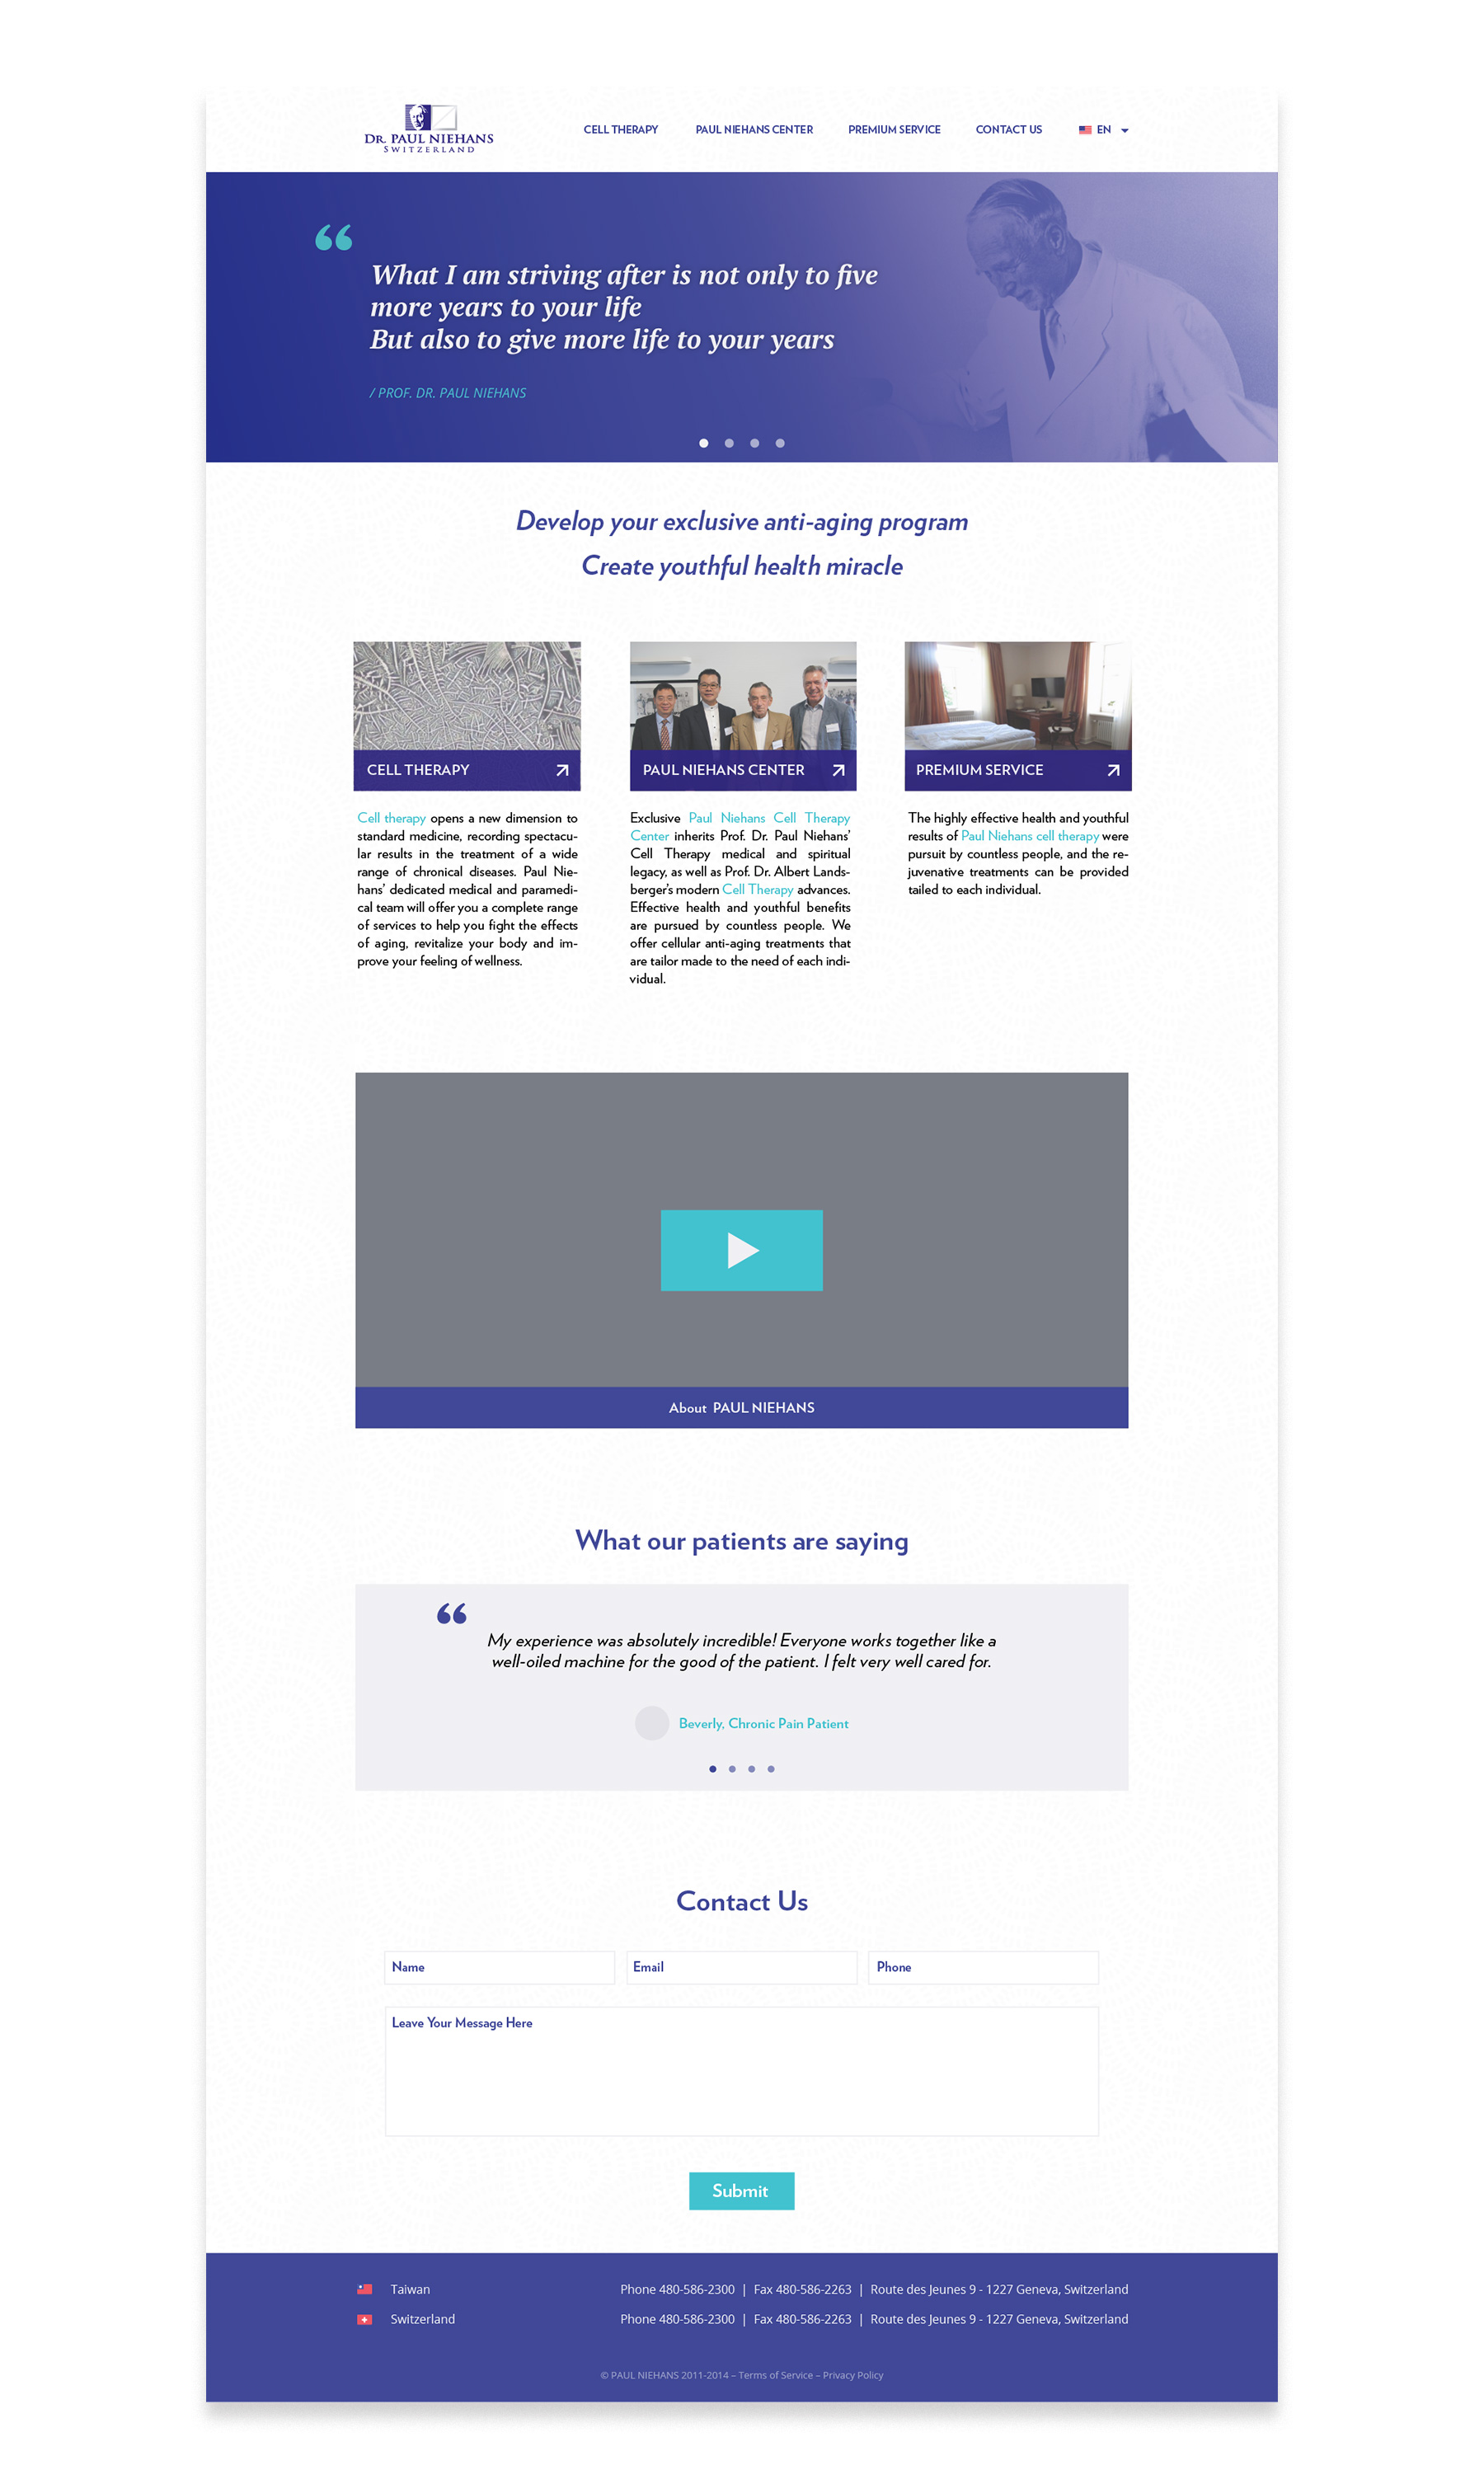 DR. PAUL NIEHANS
SWITZERLAND
CELL THERAPY
PAUL NIEHANS CENTER
PREMIUM SERVICE
CONTACT US
EN
“
What I am striving after is not only to five
more years to your life
But also to give more life to your years
/ PROF. DR. PAUL NIEHANS
Develop your exclusive anti-aging program
Create youthful health miracle
CELL THERAPY
Cell therapy opens a new dimension to
standard medicine, recording spectacu-
lar results in the treatment of a wide
range of chronical diseases. Paul Nie-
hans’ dedicated medical and paramedi-
cal team will offer you a complete range
of services to help you fight the effects
of aging, revitalize your body and im-
prove your feeling of wellness.
PAUL NIEHANS CENTER
Exclusive Paul Niehans Cell Therapy
Center inherits Prof. Dr. Paul Niehans’
Cell Therapy medical and spiritual
legacy, as well as Prof. Dr. Albert Lands-
berger’s modern Cell Therapy advances.
Effective health and youthful benefits
are pursued by countless people. We
offer cellular anti-aging treatments that
are tailor made to the need of each indi-
vidual.
PREMIUM SERVICE
The highly effective health and youthful
results of Paul Niehans cell therapy were
pursuit by countless people, and the re-
juvenative treatments can be provided
tailed to each individual.
About PAUL NIEHANS
What our patients are saying
“
My experience was absolutely incredible! Everyone works together like a
well-oiled machine for the good of the patient. I felt very well cared for.
Beverly, Chronic Pain Patient
Contact Us
Name
Email
Phone
Leave Your Message Here
Submit
Taiwan
Phone 480-586-2300 | Fax 480-586-2263 | Route des Jeunes 9 - 1227 Geneva, Switzerland
Switzerland
Phone 480-586-2300 | Fax 480-586-2263 | Route des Jeunes 9 - 1227 Geneva, Switzerland
© PAUL NIEHANS 2011-2014 – Terms of Service – Privacy Policy